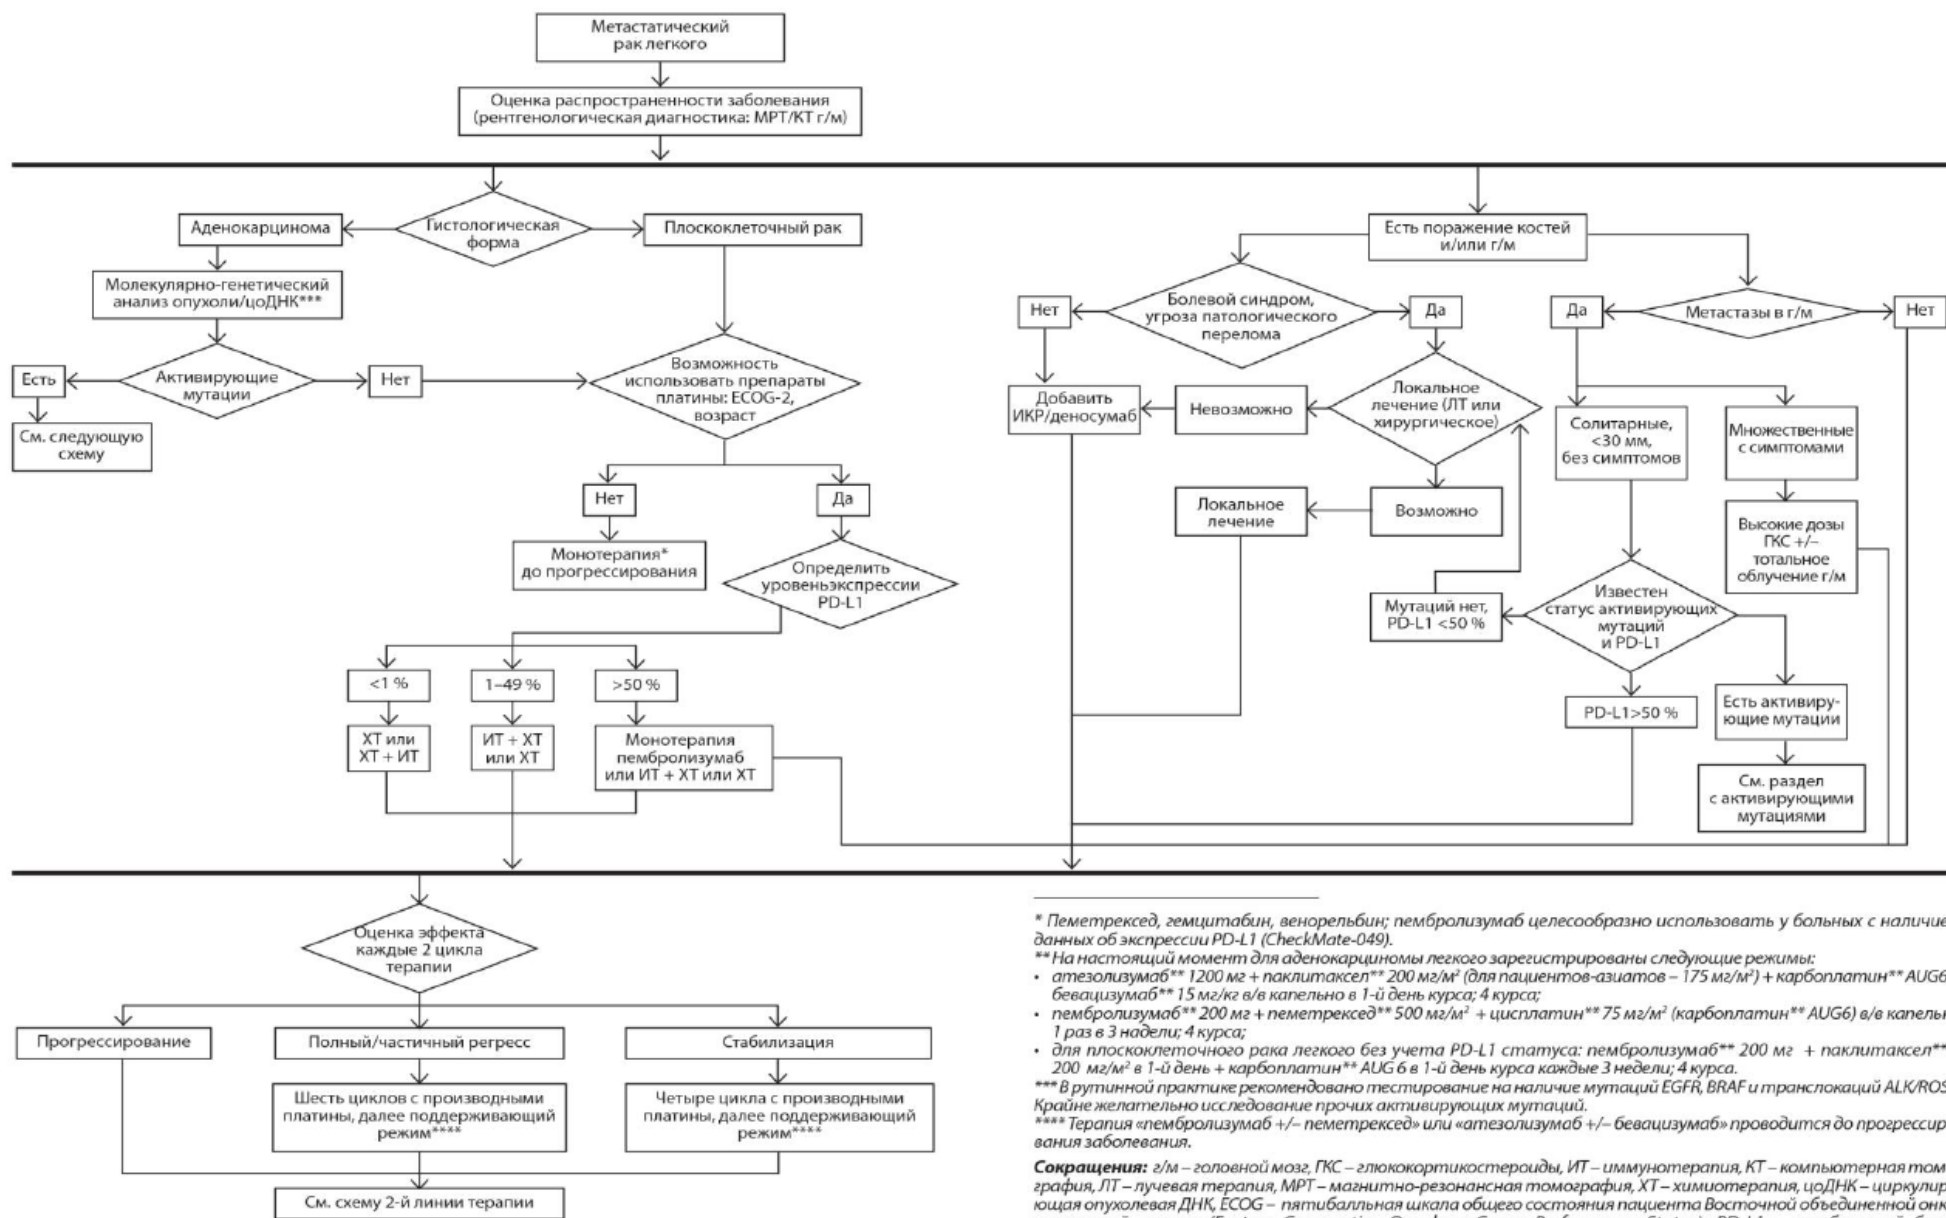 Метастатический
рак легкого
Оценка распространенности заболевания
(рентгенологическая диагностика: МРТ/КТ г/м)
Гистологическая
форма
Аденокарцинома
Плоскоклеточный рак
Молекулярно-генетический
анализ опухоли/цоДНК***
Активирующие
мутации
Есть
Нет
См. следующую
схему
Возможность
использовать препараты
платины: ECOG-2,
возраст
Нет
Да
Монотерапия*
до прогрессирования
Определить
уровеньэкспрессии
PD-L1
<1 %
1–49 %
>50 %
ХТ или
ХТ + ИТ
ИТ + ХТ
или ХТ
Монотерапия
пембролизумаб
или ИТ + ХТ или ХТ
Есть поражение костей
и/или г/м
Болевой синдром,
угроза патологического
перелома
Нет
Да
Метастазы в г/м
Да
Нет
Добавить
ИКР/деносумаб
Невозможно
Локальное
лечение (ЛТ или
хирургическое)
Солитарные,
<30 мм,
без симптомов
Множественные
с симптомами
Локальное
лечение
Возможно
Высокие дозы
ГКС +/–
тотальное
облучение г/м
Мутаций нет,
PD-L1 <50 %
Известен
статус активирующих
мутаций
и PD-L1
PD-L1>50 %
Есть активиру-
ющие мутации
См. раздел
с активирующими
мутациями
Оценка эффекта
каждые 2 цикла
терапии
Прогрессирование
Полный/частичный регресс
Стабилизация
Шесть циклов с производными
платины, далее поддерживающий
режим****
Четыре цикла с производными
платины, далее поддерживающий
режим****
См. схему 2-й линии терапии
* Пеметрексед, гемцитабин, венорельбин; пембролизумаб целесообразно использовать у больных с наличие
данных об экспрессии PD-L1 (CheckMate-049).
** На настоящий момент для аденокарциномы легкого зарегистрированы следующие режимы:
• атезолизумаб** 1200 мг + паклитаксел** 200 мг/м² (для пациентов-азиатов – 175 мг/м²) + карбоплатин** AUG6
бевацизумаб** 15 мг/кг в/в капельно в 1-й день курса; 4 курса;
• пембролизумаб** 200 мг + пеметрексед** 500 мг/м² + цисплатин** 75 мг/м² (карбоплатин** AUG6) в/в капельн
1 раз в 3 недели; 4 курса;
• для плоскоклеточного рака легкого без учета PD-L1 статуса: пембролизумаб** 200 мг + паклитаксел**
200 мг/м² в 1-й день + карбоплатин** AUG 6 в 1-й день курса каждые 3 недели; 4 курса.
*** В рутинной практике рекомендовано тестирование на наличие мутаций EGFR, BRAF и транслокаций ALK/ROS
Крайне желательно исследование прочих активирующих мутаций.
**** Терапия «пембролизумаб +/– пеметрексед» или «атезолизумаб +/– бевацизумаб» проводится до прогрессир
вания заболевания.
Сокращения: г/м – головной мозг, ГКС – глюкокортикостероиды, ИТ – иммунотерапия, КТ – компьютерная том
графия, ЛТ – лучевая терапия, МРТ – магнитно-резонансная томография, ХТ – химиотерапия, цоДНК – циркулир
ющая опухолевая ДНК, ECOG – пятибалльная шкала общего состояния пациента Восточной объединенной онк